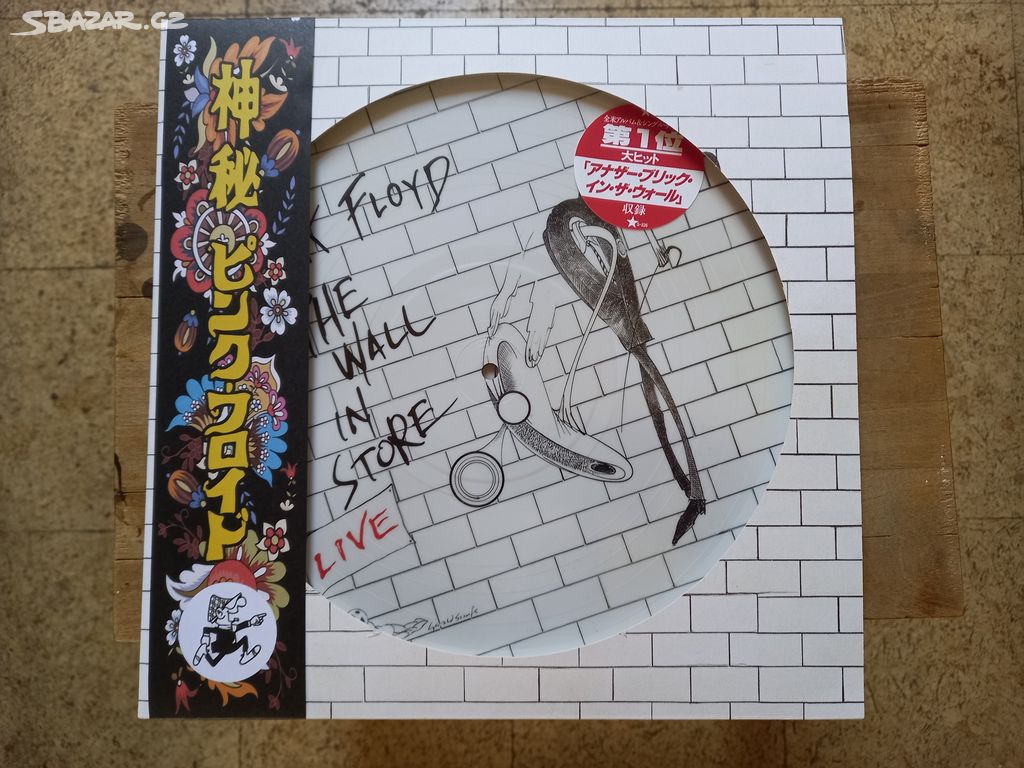 SBAZAR.CZ
神秘 ピンク・フロイド
K FLOYD
THE
WALL
IN
STORE
LIVE
全米アルバム&シングル
第1位
大ヒット
「アナザー・ブリック・
イン・ザ・ウォール」
収録
Gerald Scarfe